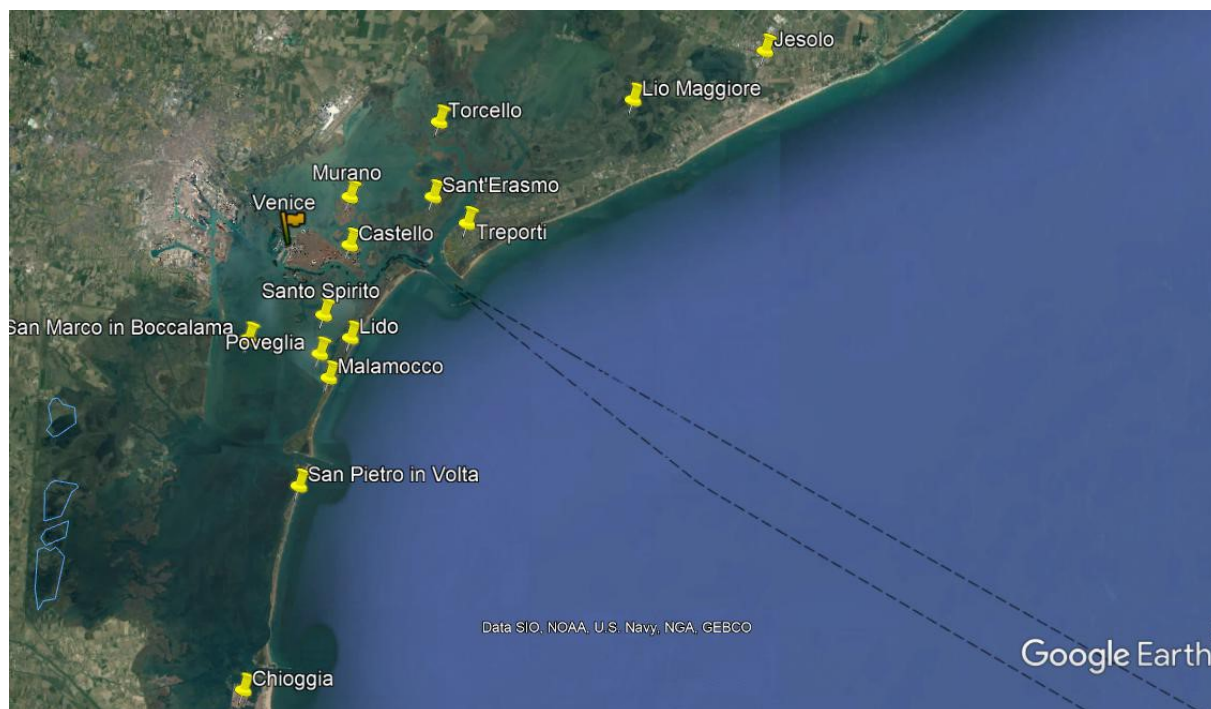 Jesolo
Lio Maggiore
Torcello
Murano
Sant'Erasmo
Venice
Castello
Treporti
Santo Spirito
San Marco in Boccalama
Lido
Poveglia
Malamocco
San Pietro in Volta
Data SIO, NOAA, U.S. Navy, NGA, GEBCO
Google Earth
Chioggia